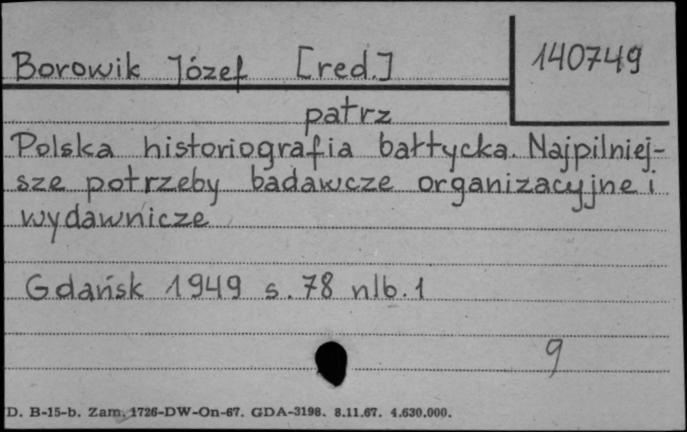 140749
Borowik Józef [red.]
patrz
Polska historiografia bałtycka. Najpilniej-
sze potrzeby badawcze organizacyjne i
wydawnicze
Gdańsk 1949 s. 78 nlb. 1
9
D. B-15-b. Zam. 1726-DW-On-67. GDA-3198. 8.11.67. 4.630.000.